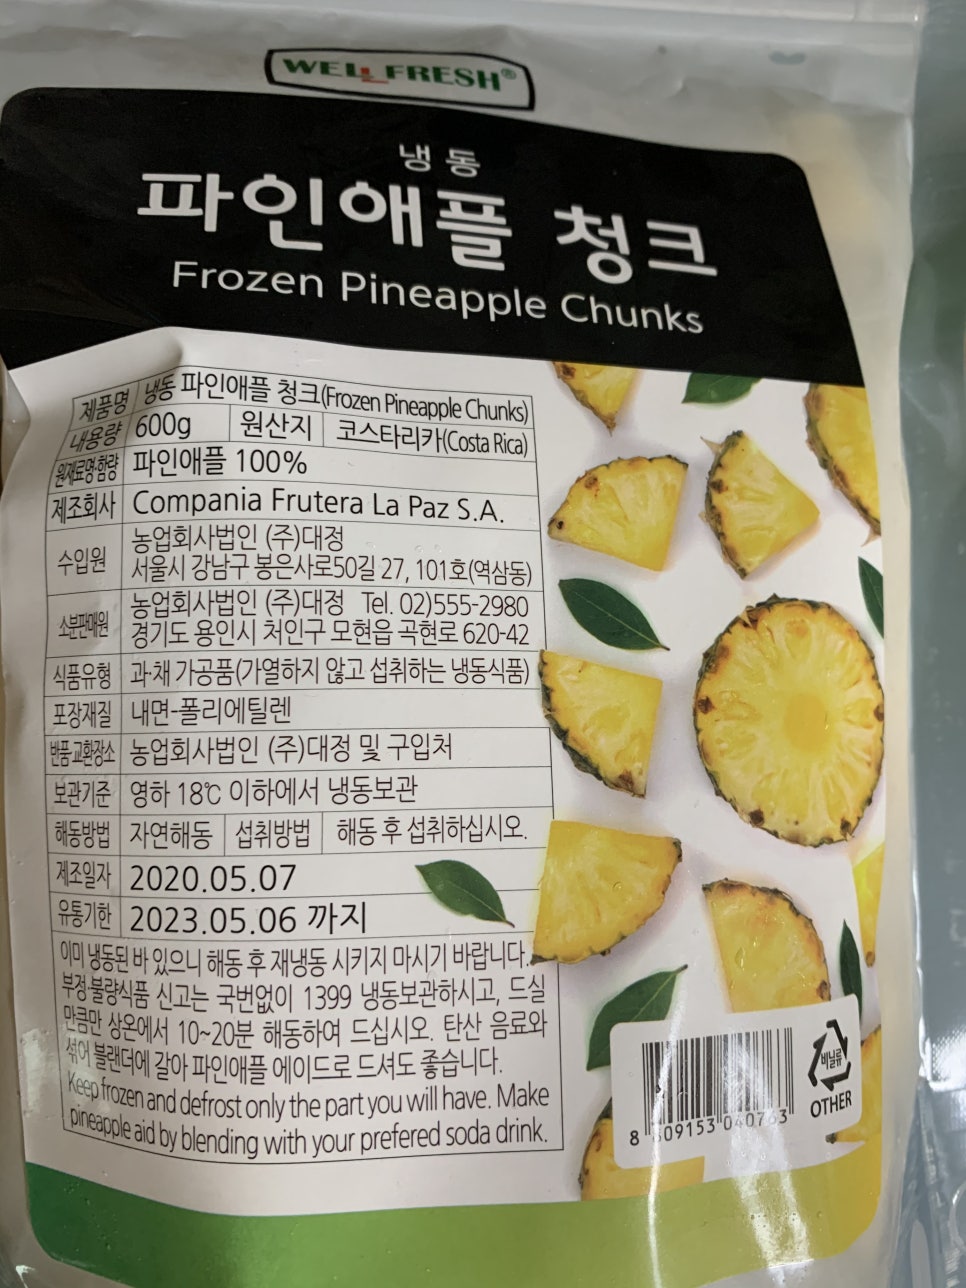 WELL FRESH®
냉동
파인애플 청크
Frozen Pineapple Chunks
제품명 냉동 파인애플 청크(Frozen Pineapple Chunks)
내용량 600g 원산지 코스타리카(Costa Rica)
원재료명·함량 파인애플 100%
제조회사 Compania Frutera La Paz S.A.
수입원 농업회사법인 (주)대정
서울시 강남구 봉은사로50길 27, 101호(역삼동)
소분판매원 농업회사법인 (주)대정 Tel. 02)555-2980
경기도 용인시 처인구 모현읍 곡현로 620-42
식품유형 과·채 가공품(가열하지 않고 섭취하는 냉동식품)
포장재질 내면-폴리에틸렌
반품·교환장소 농업회사법인 (주)대정 및 구입처
보관기준 영하 18℃ 이하에서 냉동보관
해동방법 자연해동 섭취방법 해동 후 섭취하십시오.
제조일자 2020.05.07
유통기한 2023.05.06 까지
이미 냉동된 바 있으니 해동 후 재냉동 시키지 마시기 바랍니다.
부정·불량식품 신고는 국번없이 1399 냉동보관하시고, 드실
만큼만 상온에서 10~20분 해동하여 드십시오. 탄산 음료와
섞어 블랜더에 갈아 파인애플 에이드로 드셔도 좋습니다.
Keep frozen and defrost only the part you will have. Make
pineapple aid by blending with your prefered soda drink.
비닐류
OTHER
8 809153 040763